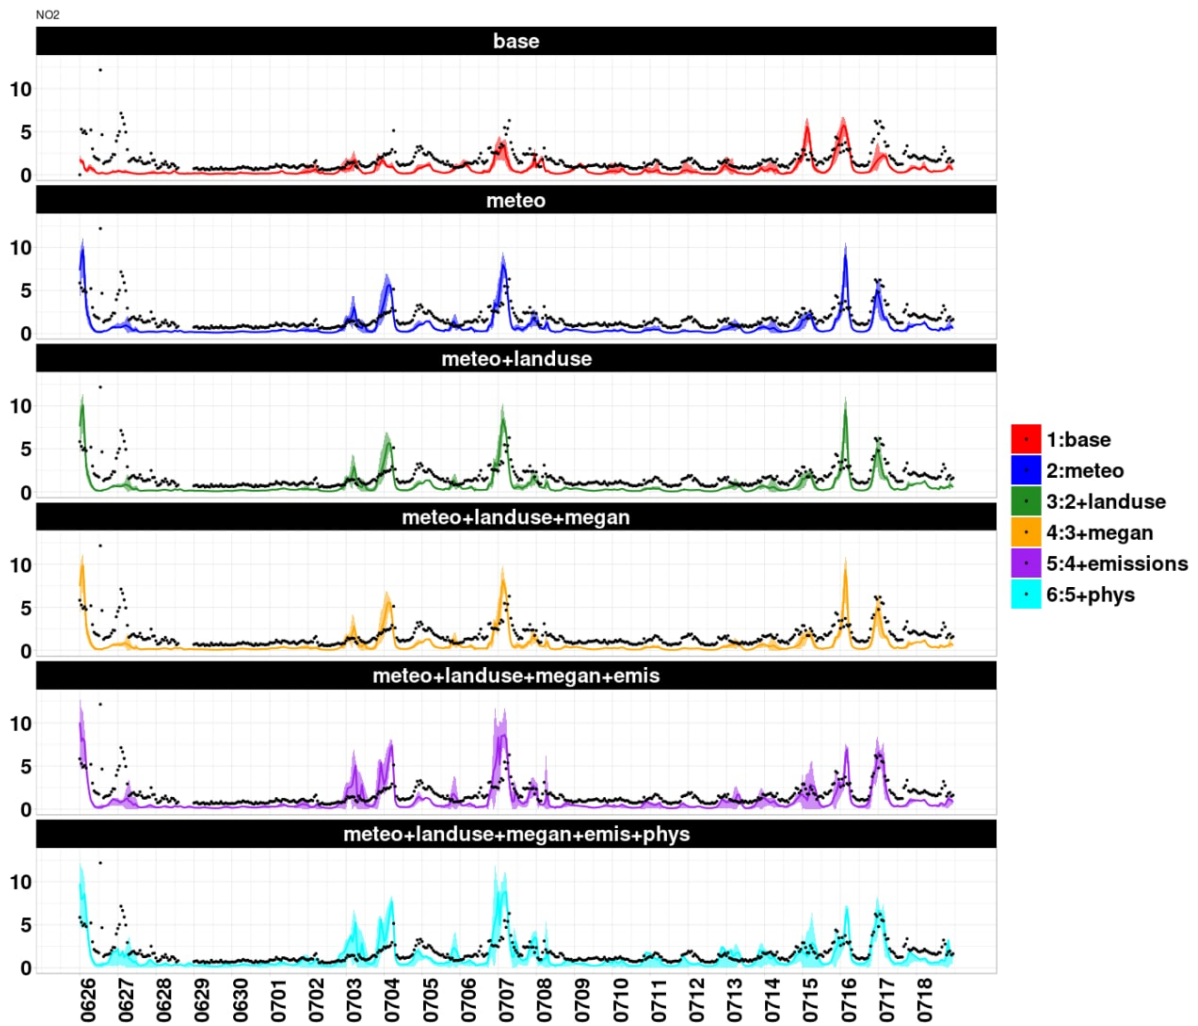 NO2
base
10
5
0
meteo
10
5
0
meteo+landuse
10
5
0
meteo+landuse+megan
10
5
0
meteo+landuse+megan+emis
10
5
0
meteo+landuse+megan+emis+phys
10
5
0
0626 0627 0628 0629 0630 0701 0702 0703 0704 0705 0706 0707 0708 0709 0710 0711 0712 0713 0714 0715 0716 0717 0718
1:base
2:meteo
3:2+landuse
4:3+megan
5:4+emissions
6:5+phys